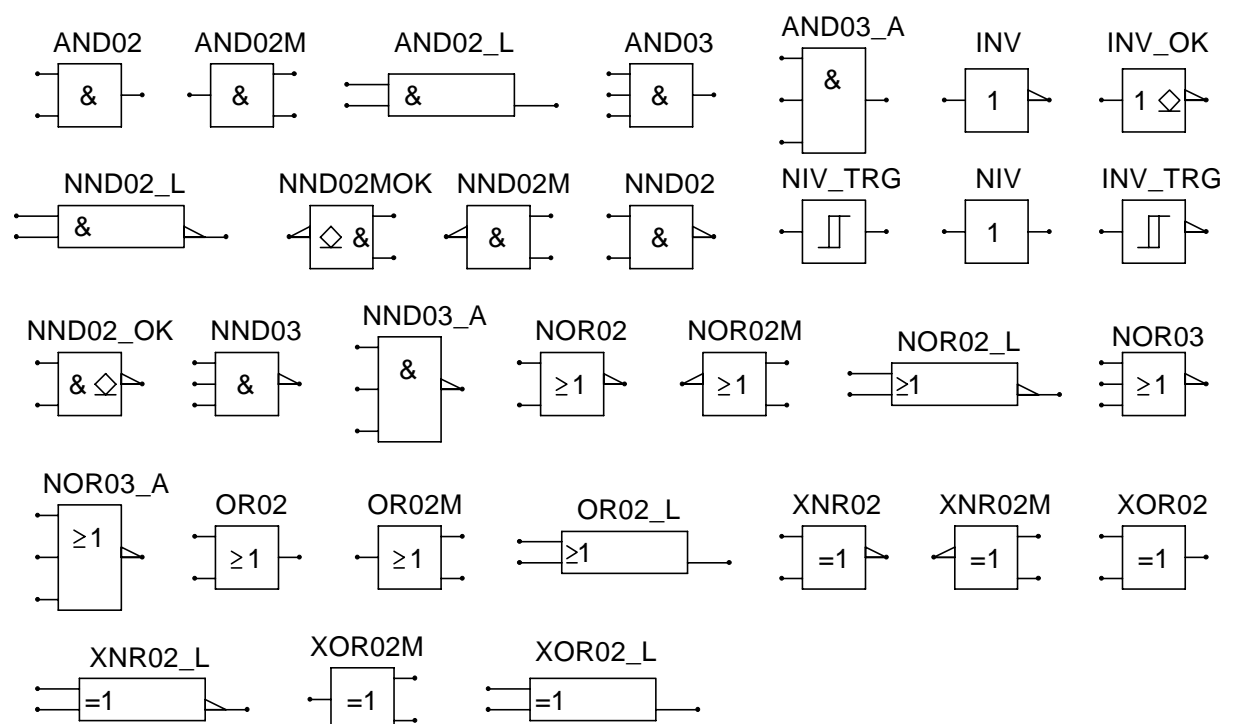 AND02 AND02M AND02_L AND03 AND03_A INV INV_OK
& & & & & 1 1
NND02_L NND02MOK NND02M NND02 NIV_TRG NIV INV_TRG
& & & & 1
NND02_OK NND03 NND03_A NOR02 NOR02M NOR02_L NOR03
& & & ≥1 ≥1 ≥1 ≥1
NOR03_A OR02 OR02M OR02_L XNR02 XNR02M XOR02
≥1 ≥1 ≥1 ≥1 =1 =1 =1
XNR02_L XOR02M XOR02_L
=1 =1 =1